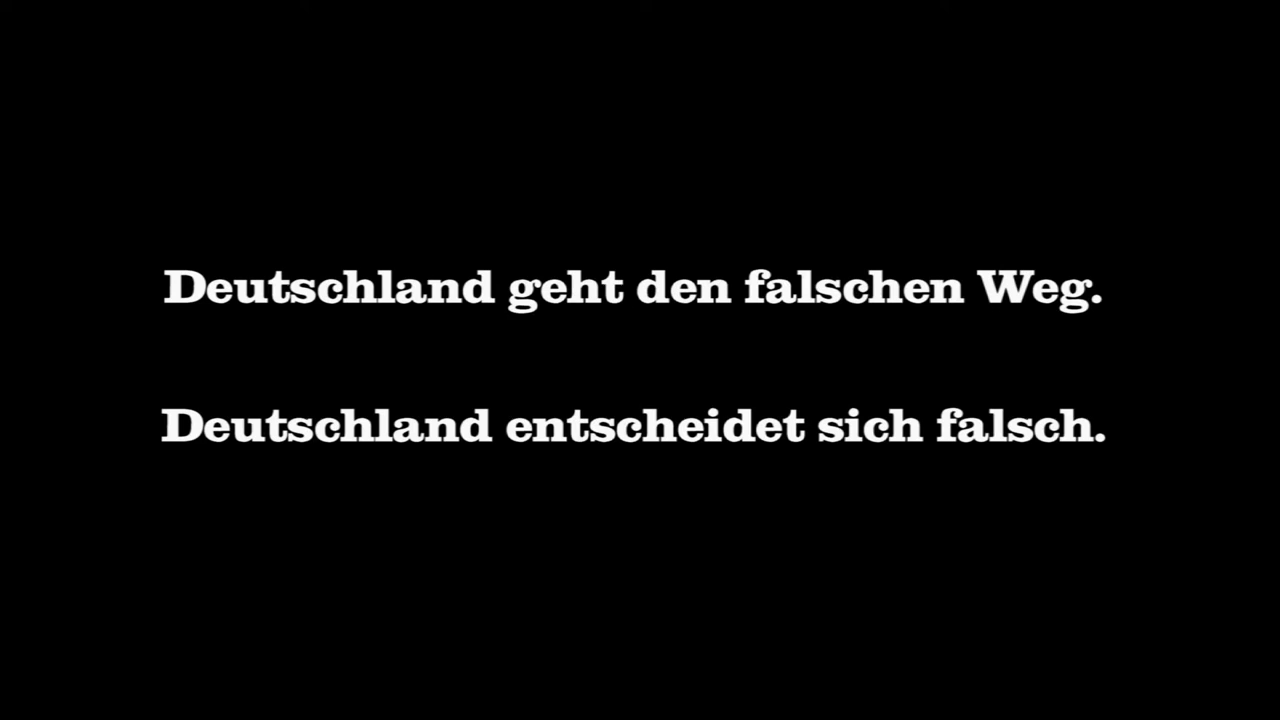 Deutschland geht den falschen Weg.
Deutschland entscheidet sich falsch.